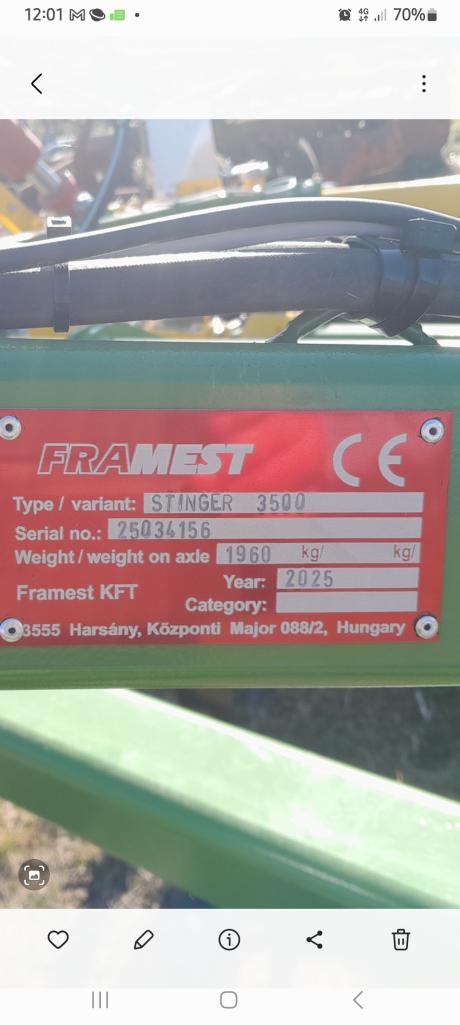 12:01
4G
70%
FRAMEST CE
Type / variant: STINGER 3500
Serial no.: 25034156
Weight / weight on axle 1960 kg/ kg/
Year: 2025
Framest KFT
Category:
3555 Harsány, Központi Major 088/2, Hungary